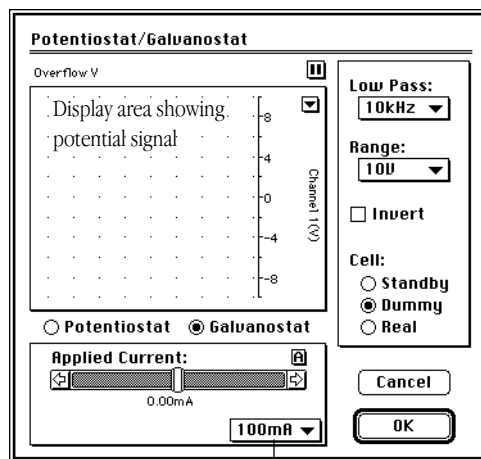 Potentiostat/Galvanostat
Overflow V
Display area showing
potential signal
8
4
0
-4
-8
Channel 1 (V)
Low Pass:
10kHz
Range:
10V
Invert
Cell:
Standby
Dummy
Real
Potentiostat
Galvanostat
Applied Current:
A
0.00mA
100mA
Cancel
OK